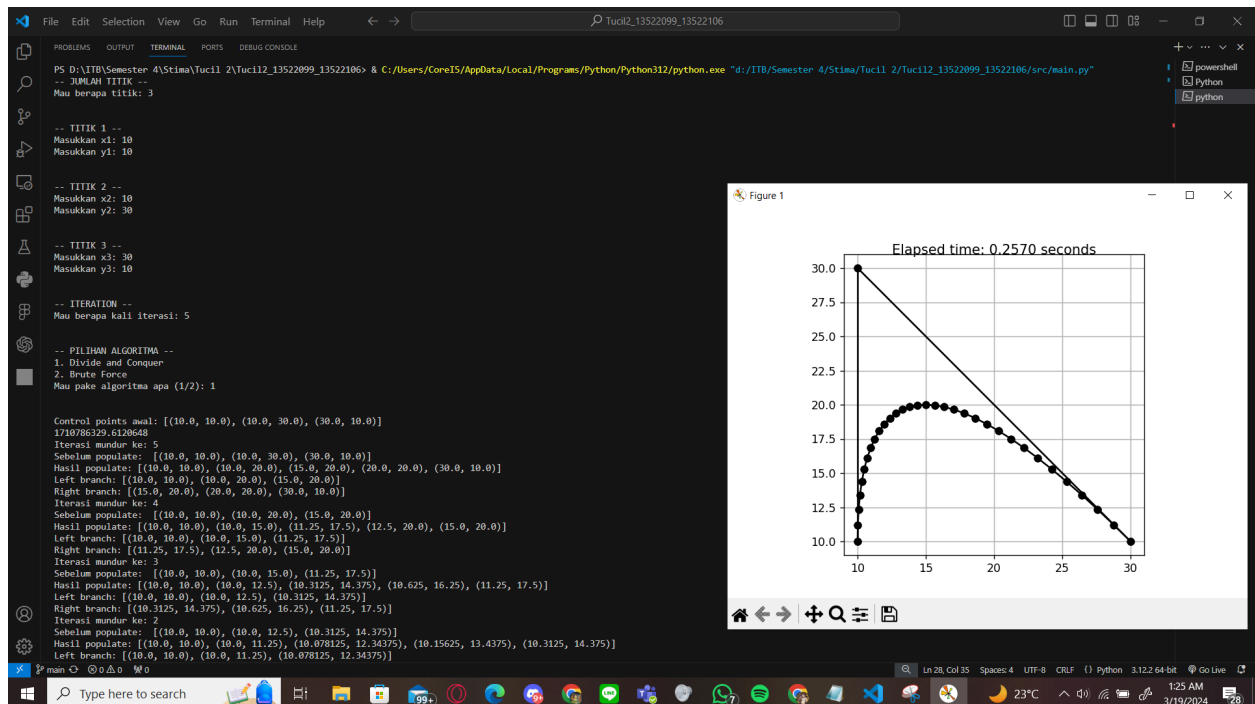 File Edit Selection View Go Run Terminal Help
Tucil2_13522099_13522106
PROBLEMS OUTPUT TERMINAL PORTS DEBUG CONSOLE
PS D:\ITB\Semester 4\Stima\Tucil 2\Tucil2_13522099_13522106> & C:/Users/CoreI5/AppData/Local/Programs/Python/Python312/python.exe "d:/ITB/Semester 4/Stima/Tucil 2/Tucil2_13522099_13522106/src/main.py"
-- JUMLAH TITIK --
Mau berapa titik: 3
-- TITIK 1 --
Masukkan x1: 10
Masukkan y1: 10
-- TITIK 2 --
Masukkan x2: 10
Masukkan y2: 30
-- TITIK 3 --
Masukkan x3: 30
Masukkan y3: 10
-- ITERATION --
Mau berapa kali iterasi: 5
-- PILIHAN ALGORITMA --
1. Divide and Conquer
2. Brute Force
Mau pake algoritma apa (1/2): 1
Control points awal: [(10.0, 10.0), (10.0, 30.0), (30.0, 10.0)]
1710786329.6120648
Iterasi mundur ke: 5
Sebelum populate:  [(10.0, 10.0), (10.0, 30.0), (30.0, 10.0)]
Hasil populate: [(10.0, 10.0), (10.0, 20.0), (15.0, 20.0), (20.0, 20.0), (30.0, 10.0)]
Left branch: [(10.0, 10.0), (10.0, 20.0), (15.0, 20.0)]
Right branch: [(15.0, 20.0), (20.0, 20.0), (30.0, 10.0)]
Iterasi mundur ke: 4
Sebelum populate:  [(10.0, 10.0), (10.0, 20.0), (15.0, 20.0)]
Hasil populate: [(10.0, 10.0), (10.0, 15.0), (11.25, 17.5), (12.5, 20.0), (15.0, 20.0)]
Left branch: [(10.0, 10.0), (10.0, 15.0), (11.25, 17.5)]
Right branch: [(11.25, 17.5), (12.5, 20.0), (15.0, 20.0)]
Iterasi mundur ke: 3
Sebelum populate:  [(10.0, 10.0), (10.0, 15.0), (11.25, 17.5)]
Hasil populate: [(10.0, 10.0), (10.0, 12.5), (10.3125, 14.375), (10.625, 16.25), (11.25, 17.5)]
Left branch: [(10.0, 10.0), (10.0, 12.5), (10.3125, 14.375)]
Right branch: [(10.3125, 14.375), (10.625, 16.25), (11.25, 17.5)]
Iterasi mundur ke: 2
Sebelum populate:  [(10.0, 10.0), (10.0, 12.5), (10.3125, 14.375)]
Hasil populate: [(10.0, 10.0), (10.0, 11.25), (10.078125, 12.34375), (10.15625, 13.4375), (10.3125, 14.375)]
Left branch: [(10.0, 10.0), (10.0, 11.25), (10.078125, 12.34375)]
powershell
Python
python
Figure 1
Elapsed time: 0.2570 seconds
30.0
27.5
25.0
22.5
20.0
17.5
15.0
12.5
10.0
10 15 20 25 30
main 0 0 0 Ln 28, Col 35 Spaces: 4 UTF-8 CRLF {} Python 3.12.2 64-bit Go Live
Type here to search
99+
7
23°C
1:25 AM
3/19/2024
28